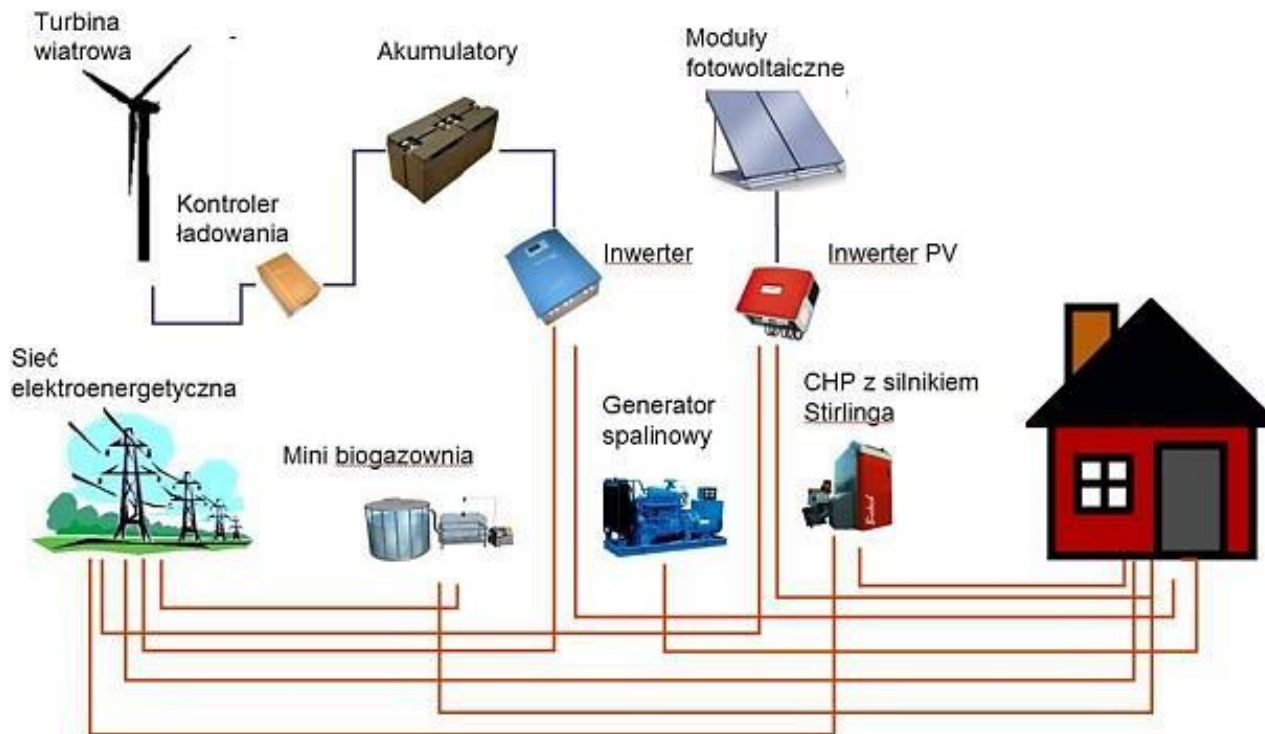 Turbina
wiatrowa
Akumulatory
Moduły
fotowoltaiczne
Kontroler
ładowania
Inwerter
Inwerter PV
Sieć
elektroenergetyczna
Mini biogazownia
Generator
spalinowy
CHP z silnikiem
Stirlinga